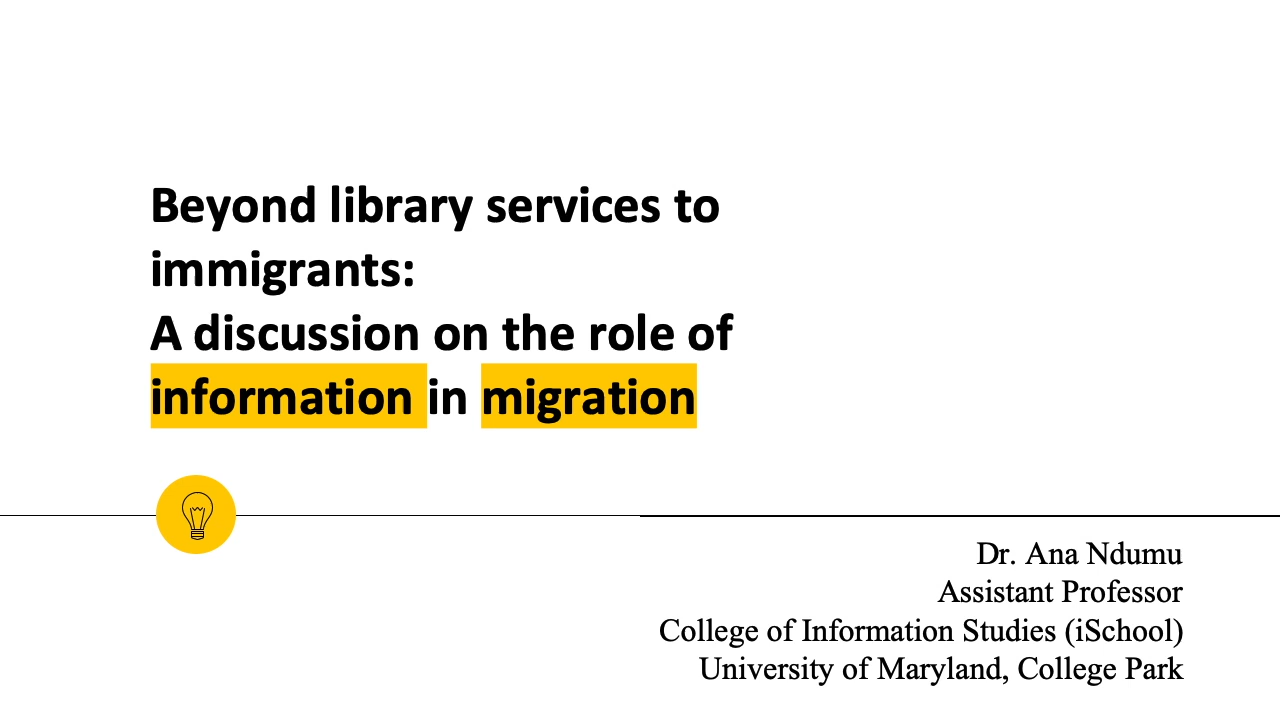 Beyond library services to
immigrants:
A discussion on the role of
information in migration
Dr. Ana Ndumu
Assistant Professor
College of Information Studies (iSchool)
University of Maryland, College Park